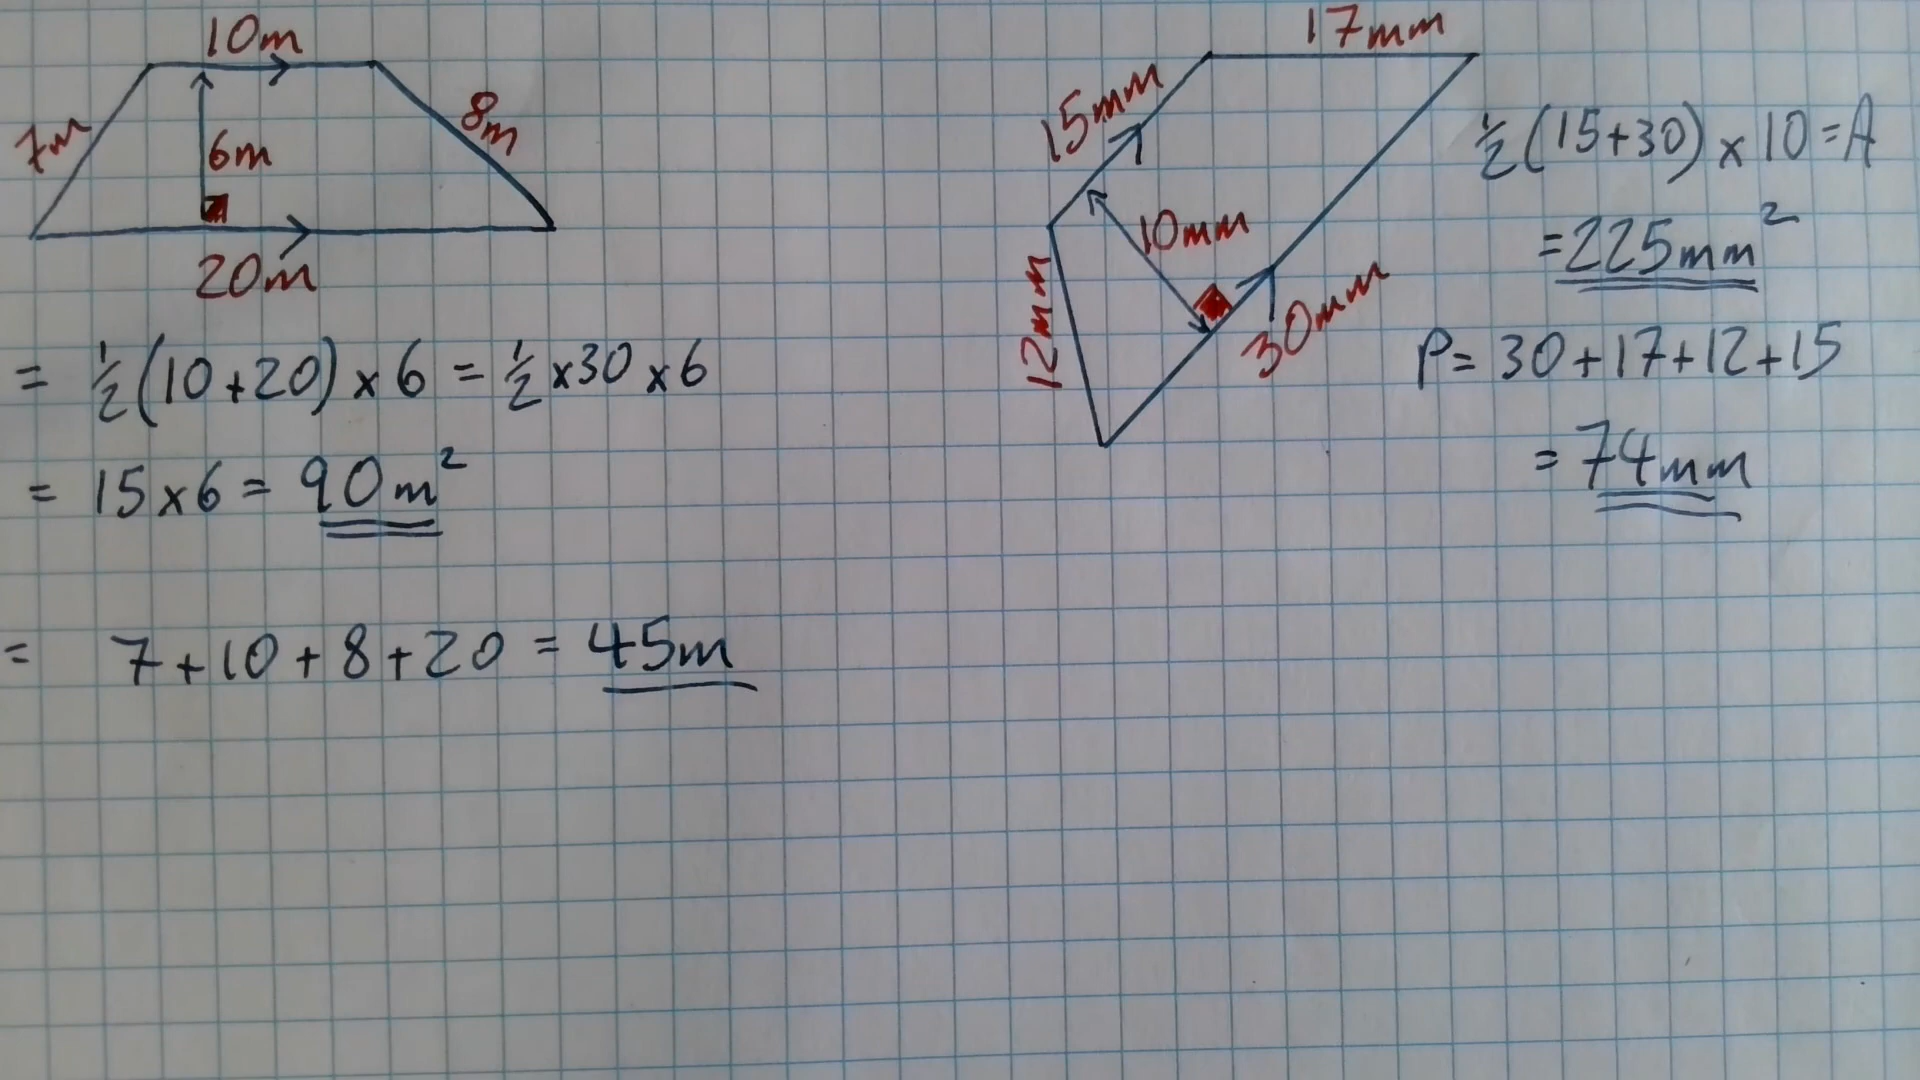 10m
7m
6m
8m
20m
= ½(10+20)×6 = ½×30×6
= 15×6 = 90m²
= 7+10+8+20 = 45m
17mm
15mm
10mm
12mm
30mm
½(15+30)×10=A
=225mm²
P= 30+17+12+15
= 74mm